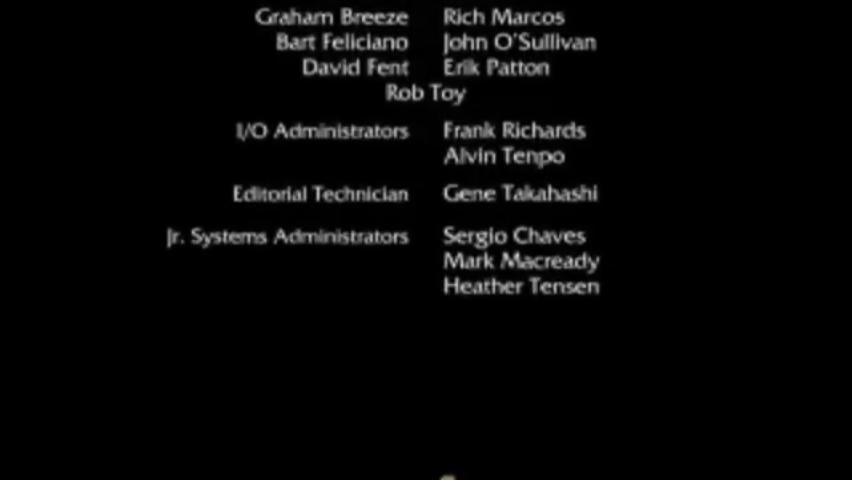 Graham Breeze Rich Marcos
Bart Feliciano John O'Sullivan
David Fent Erik Patton
Rob Toy
I/O Administrators Frank Richards
Alvin Tenpo
Editorial Technician Gene Takahashi
Jr. Systems Administrators Sergio Chaves
Mark Macready
Heather Tensen